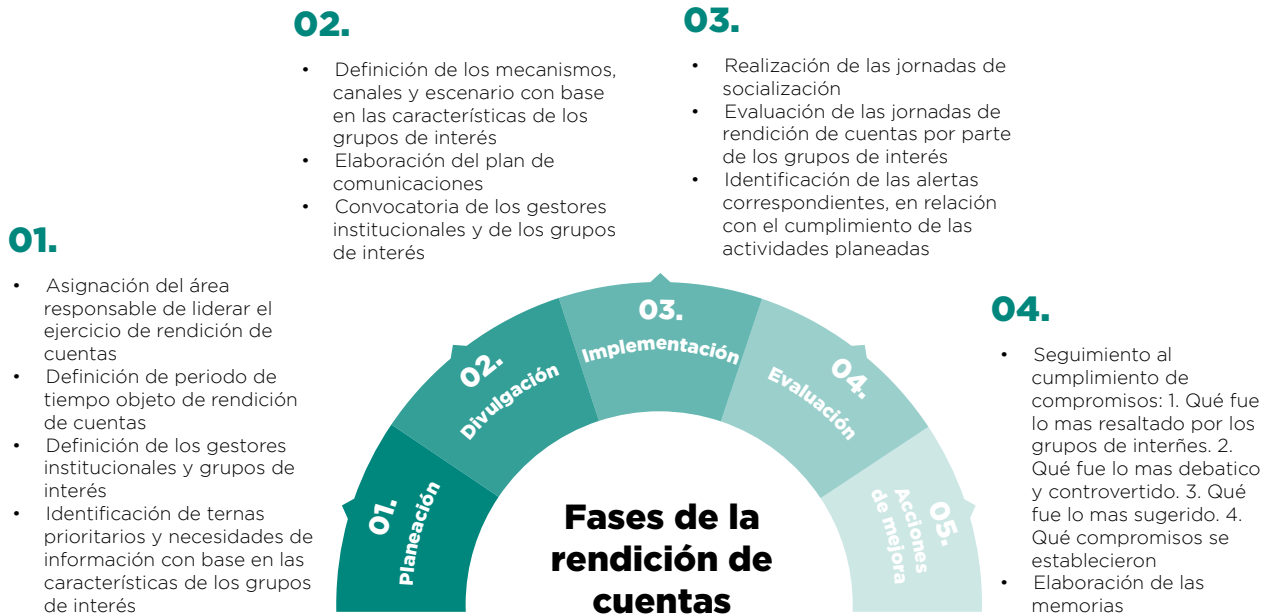 01.
• Asignación del área
responsable de liderar el
ejercicio de rendición de
cuentas
• Definición de periodo de
tiempo objeto de rendición
de cuentas
• Definición de los gestores
institucionales y grupos de
interés
• Identificación de ternas
prioritarios y necesidades de
información con base en las
características de los grupos
de interés
02.
• Definición de los mecanismos,
canales y escenario con base
en las características de los
grupos de interés
• Elaboración del plan de
comunicaciones
• Convocatoria de los gestores
institucionales y de los grupos
de interés
03.
• Realización de las jornadas de
socialización
• Evaluación de las jornadas de
rendición de cuentas por parte
de los grupos de interés
• Identificación de las alertas
correspondientes, en relación
con el cumplimiento de las
actividades planeadas
04.
• Seguimiento al
cumplimiento de
compromisos: 1. Qué fue
lo mas resaltado por los
grupos de interñes. 2.
Qué fue lo mas debatico
y controvertido. 3. Qué
fue lo mas sugerido. 4.
Qué compromisos se
establecieron
• Elaboración de las
memorias
01.
Planeación
02.
Divulgación
03.
Implementación
04.
Evaluación
05.
Acciones
de mejora
Fases de la
rendición de
cuentas